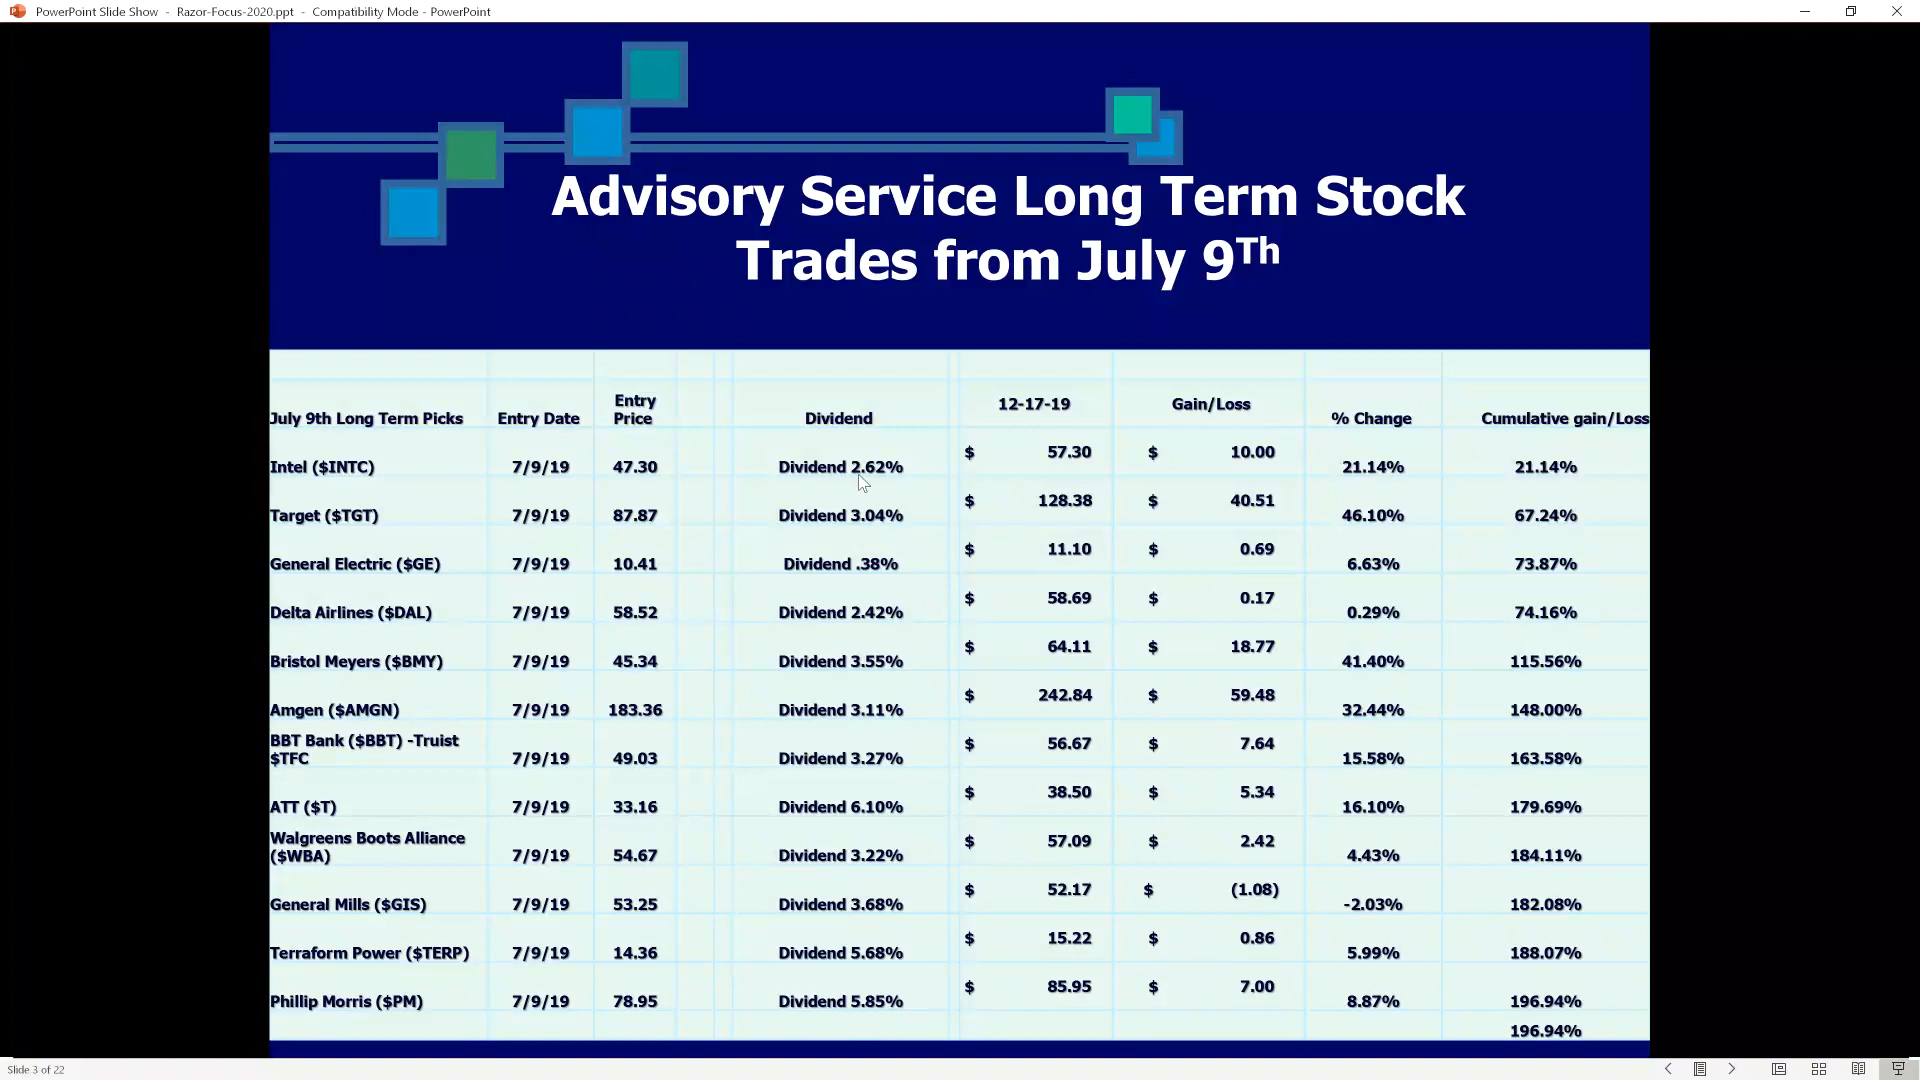 PowerPoint Slide Show - Razor-Focus-2020.ppt - Compatibility Mode - PowerPoint
Advisory Service Long Term Stock
Trades from July 9Th
July 9th Long Term Picks Entry Date Entry Price Dividend 12-17-19 Gain/Loss % Change Cumulative gain/Loss
Intel ($INTC) 7/9/19 47.30 Dividend 2.62% $ 57.30 $ 10.00 21.14% 21.14%
Target ($TGT) 7/9/19 87.87 Dividend 3.04% $ 128.38 $ 40.51 46.10% 67.24%
General Electric ($GE) 7/9/19 10.41 Dividend .38% $ 11.10 $ 0.69 6.63% 73.87%
Delta Airlines ($DAL) 7/9/19 58.52 Dividend 2.42% $ 58.69 $ 0.17 0.29% 74.16%
Bristol Meyers ($BMY) 7/9/19 45.34 Dividend 3.55% $ 64.11 $ 18.77 41.40% 115.56%
Amgen ($AMGN) 7/9/19 183.36 Dividend 3.11% $ 242.84 $ 59.48 32.44% 148.00%
BBT Bank ($BBT) -Truist
$TFC 7/9/19 49.03 Dividend 3.27% $ 56.67 $ 7.64 15.58% 163.58%
ATT ($T) 7/9/19 33.16 Dividend 6.10% $ 38.50 $ 5.34 16.10% 179.69%
Walgreens Boots Alliance
($WBA) 7/9/19 54.67 Dividend 3.22% $ 57.09 $ 2.42 4.43% 184.11%
General Mills ($GIS) 7/9/19 53.25 Dividend 3.68% $ 52.17 $ (1.08) -2.03% 182.08%
Terraform Power ($TERP) 7/9/19 14.36 Dividend 5.68% $ 15.22 $ 0.86 5.99% 188.07%
Phillip Morris ($PM) 7/9/19 78.95 Dividend 5.85% $ 85.95 $ 7.00 8.87% 196.94%
196.94%
Slide 3 of 22